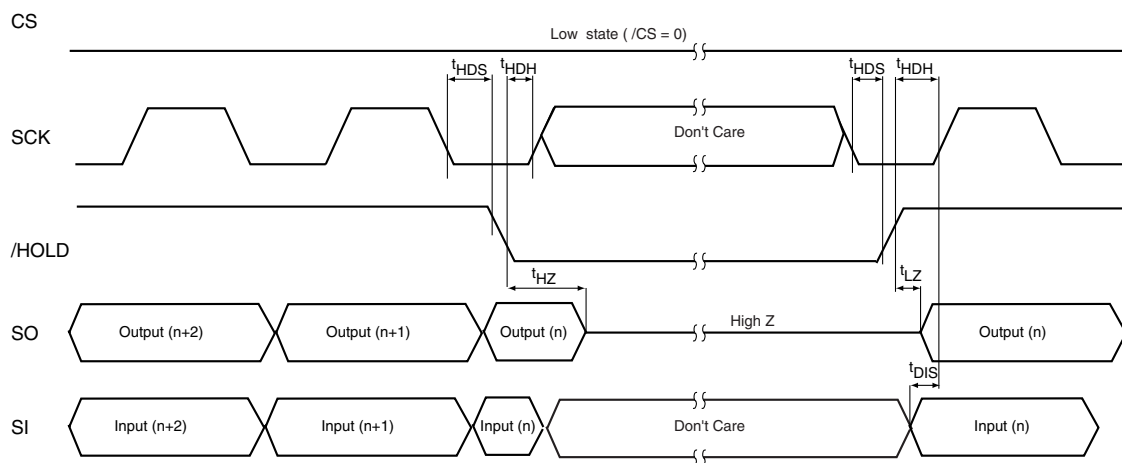 CS
Low state ( /CS = 0)
tHDS tHDH tHDS tHDH
SCK
Don't Care
/HOLD
tHZ tLZ
SO
Output (n+2) Output (n+1) Output (n) High Z Output (n)
tDIS
SI
Input (n+2) Input (n+1) Input (n) Don't Care Input (n)